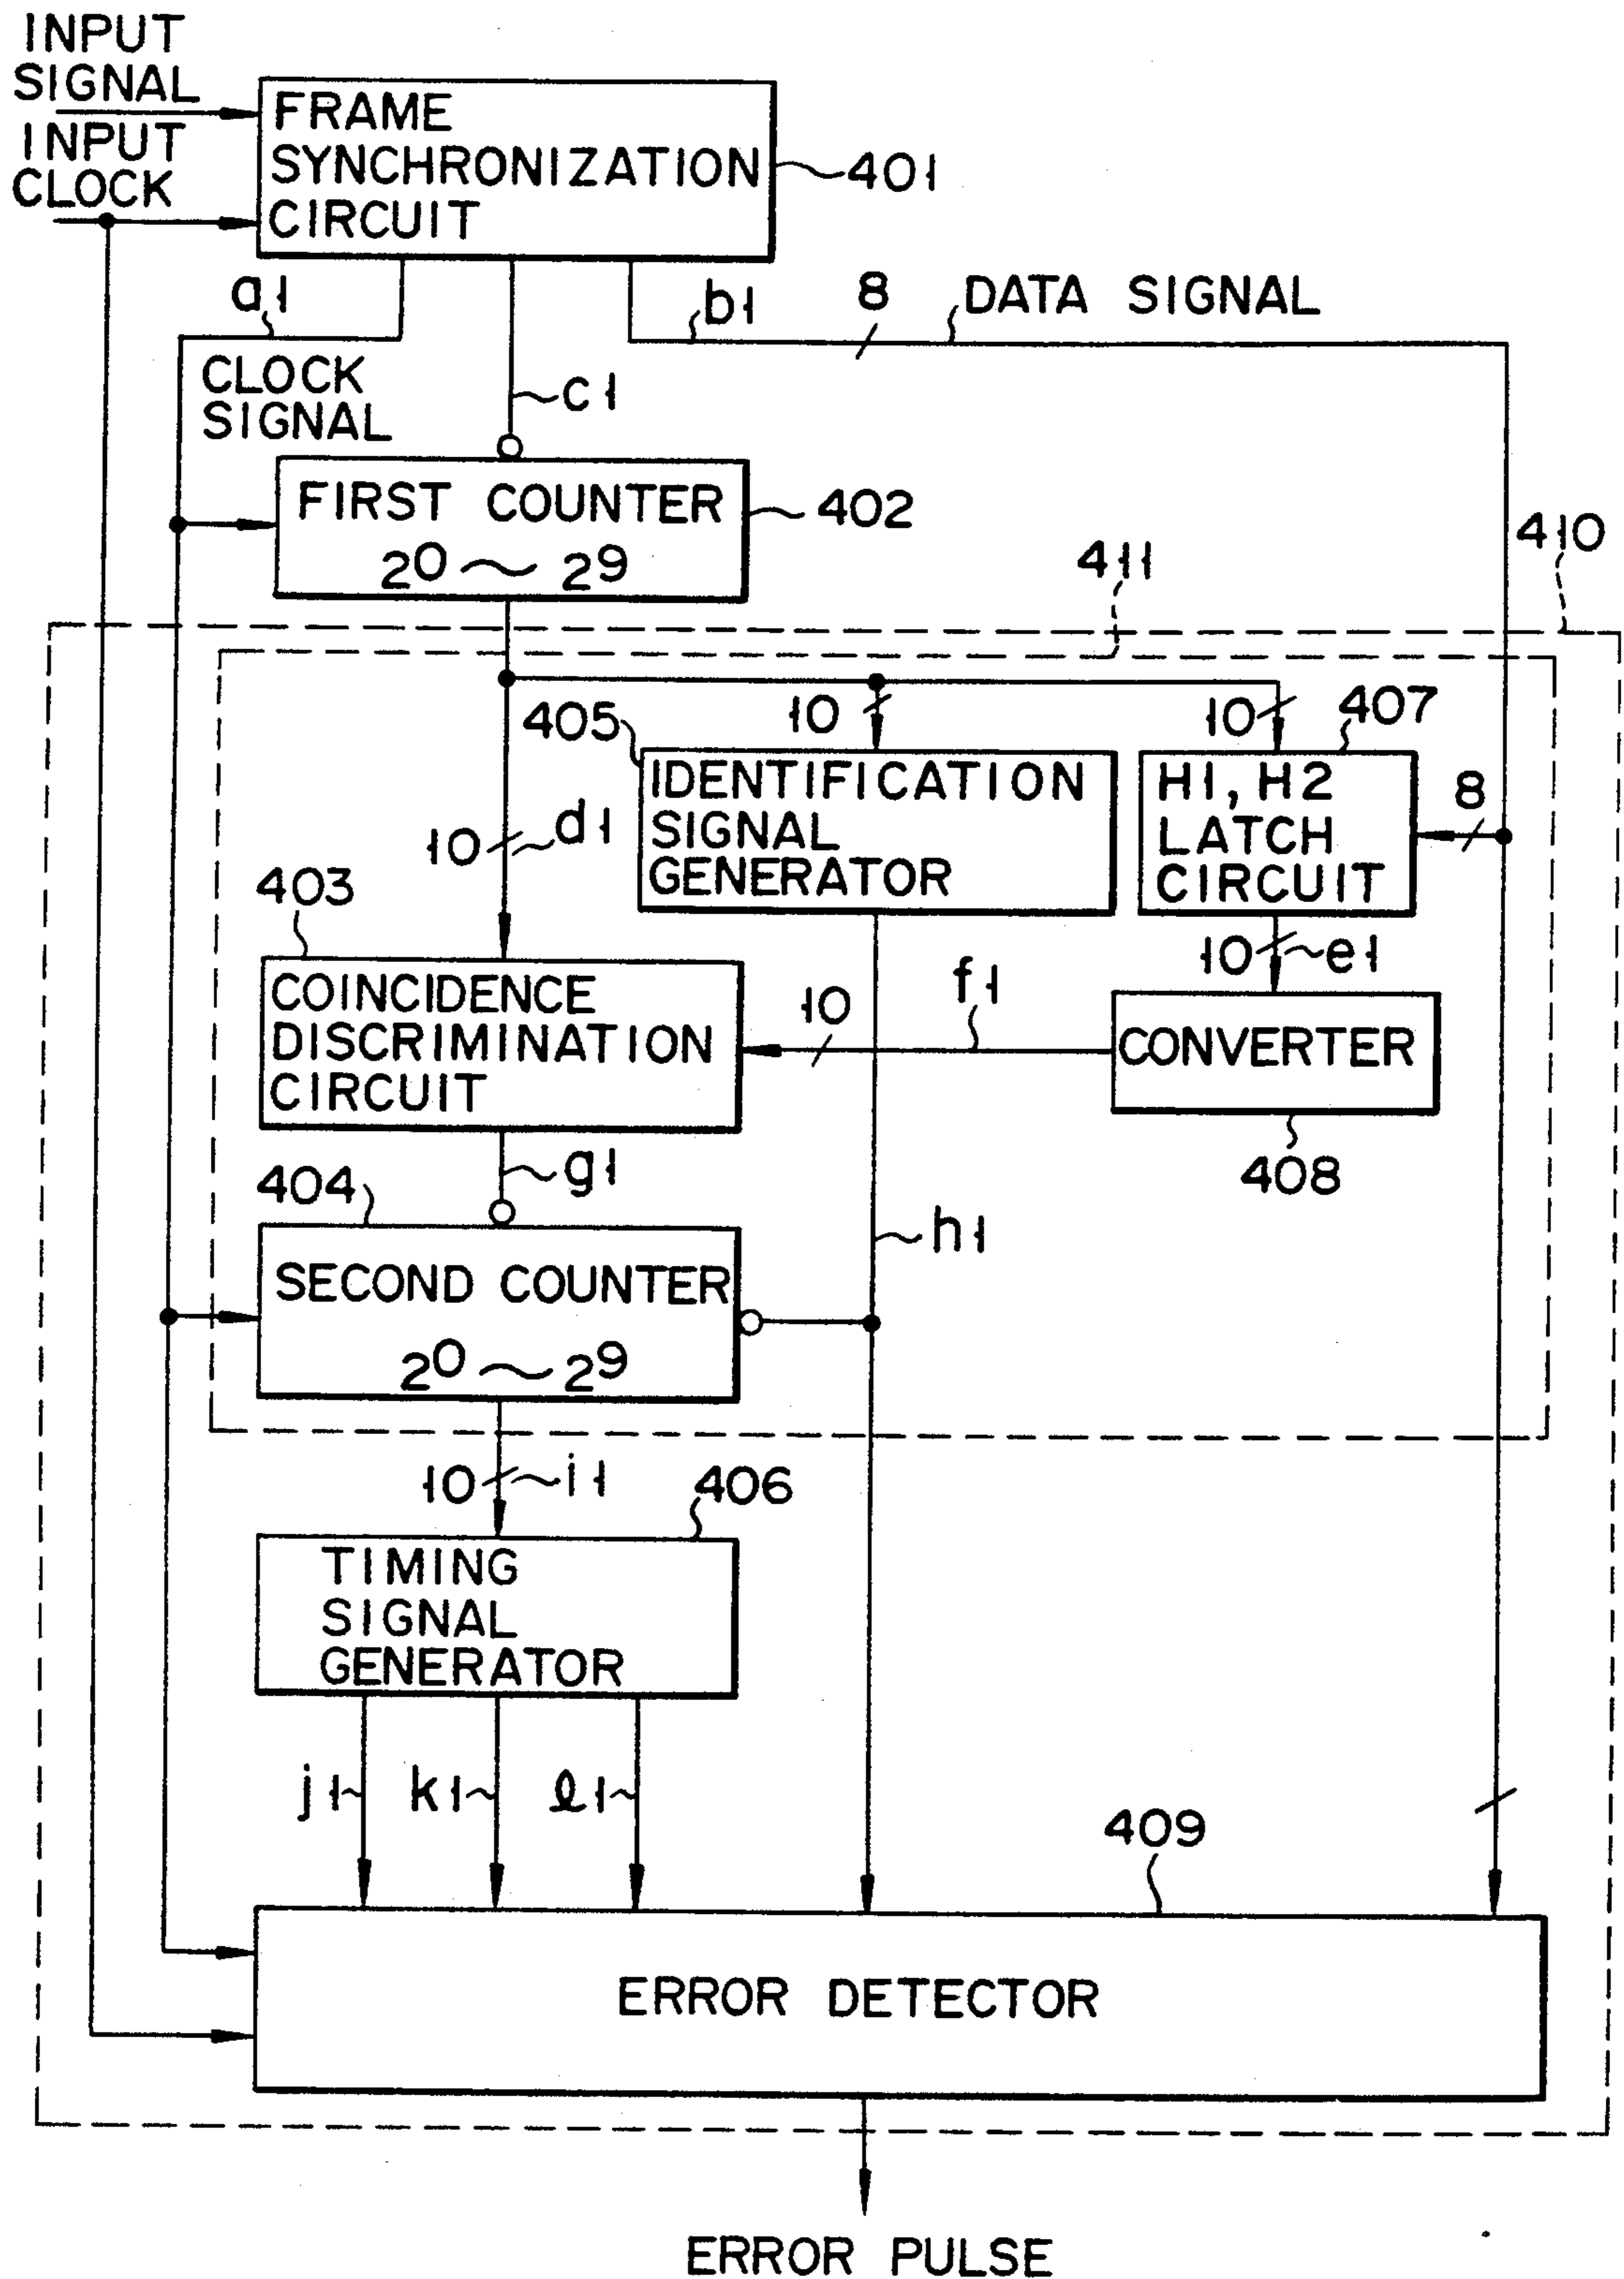 INPUT
SIGNAL
INPUT
CLOCK
FRAME
SYNCHRONIZATION
CIRCUIT
401
a1
b1
8
DATA SIGNAL
CLOCK
SIGNAL
c1
FIRST COUNTER
2⁰ ~ 2⁹
402
410
411
405
10
10
407
IDENTIFICATION
SIGNAL
GENERATOR
H1, H2
LATCH
CIRCUIT
8
10
d1
403
10
e1
COINCIDENCE
DISCRIMINATION
CIRCUIT
10
f1
CONVERTER
408
g1
404
h1
SECOND COUNTER
2⁰ ~ 2⁹
10
i1
406
TIMING
SIGNAL
GENERATOR
j1
k1
l1
409
ERROR DETECTOR
ERROR PULSE